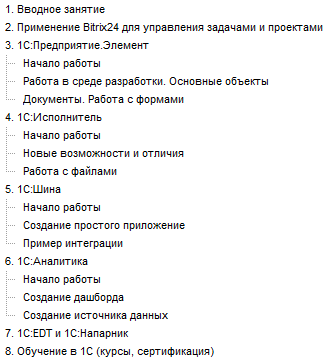 1. Вводное занятие
2. Применение Bitrix24 для управления задачами и проектами
3. 1С:Предприятие.Элемент
Начало работы
Работа в среде разработки. Основные объекты
Документы. Работа с формами
4. 1С:Исполнитель
Начало работы
Новые возможности и отличия
Работа с файлами
5. 1С:Шина
Начало работы
Создание простого приложение
Пример интеграции
6. 1С:Аналитика
Начало работы
Создание дашборда
Создание источника данных
7. 1С:EDT и 1С:Напарник
8. Обучение в 1С (курсы, сертификация)